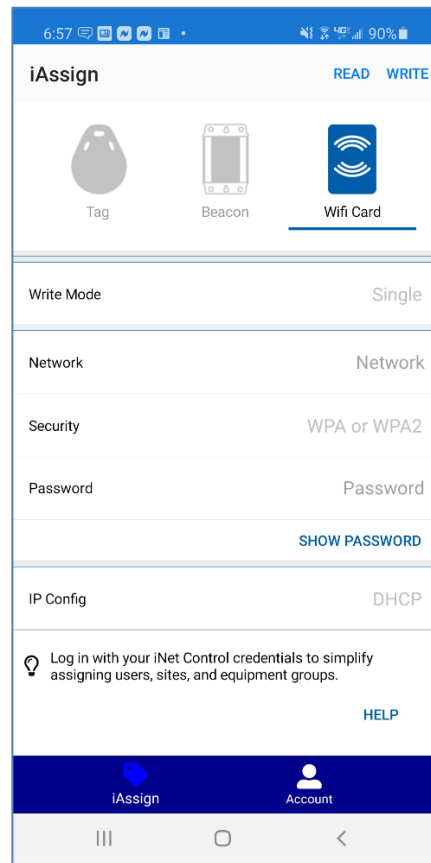 6:57 90%
iAssign READ WRITE
Tag Beacon Wifi Card
Write Mode Single
Network Network
Security WPA or WPA2
Password Password
SHOW PASSWORD
IP Config DHCP
Log in with your iNet Control credentials to simplify
assigning users, sites, and equipment groups.
HELP
iAssign Account